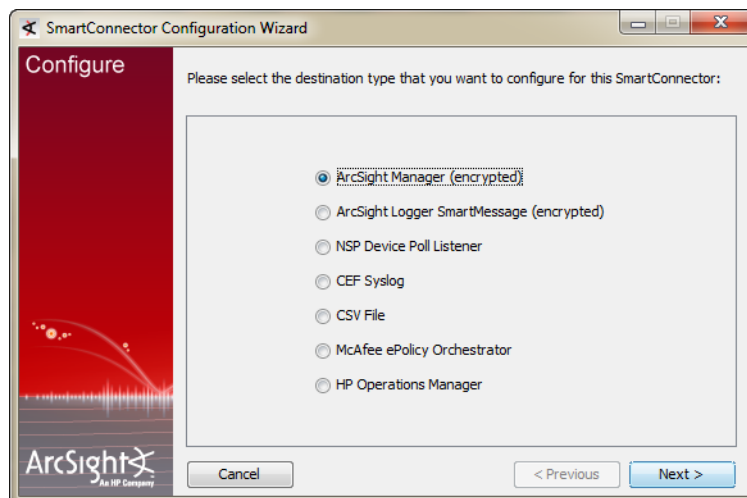 SmartConnector Configuration Wizard
Configure
Please select the destination type that you want to configure for this SmartConnector:
ArcSight Manager (encrypted)
ArcSight Logger SmartMessage (encrypted)
NSP Device Poll Listener
CEF Syslog
CSV File
McAfee ePolicy Orchestrator
HP Operations Manager
ArcSight
An HP Company
Cancel
< Previous
Next >